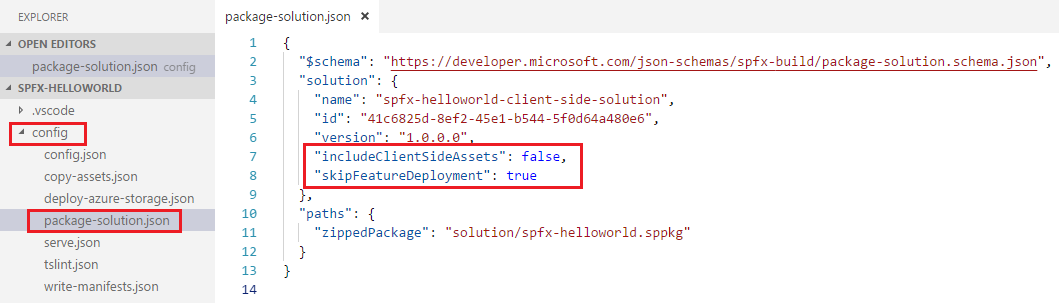 EXPLORER
OPEN EDITORS
package-solution.json config
SPFX-HELLOWORLD
.vscode
config
config.json
copy-assets.json
deploy-azure-storage.json
package-solution.json
serve.json
tslint.json
write-manifests.json
package-solution.json ×
1 {
2 "$schema": "https://developer.microsoft.com/json-schemas/spfx-build/package-solution.schema.json",
3 "solution": {
4 "name": "spfx-helloworld-client-side-solution",
5 "id": "41c6825d-8ef2-45e1-b544-5f0d64a480e6",
6 "version": "1.0.0.0",
7 "includeClientSideAssets": false,
8 "skipFeatureDeployment": true
9 },
10 "paths": {
11 "zippedPackage": "solution/spfx-helloworld.sppkg"
12 }
13 }
14